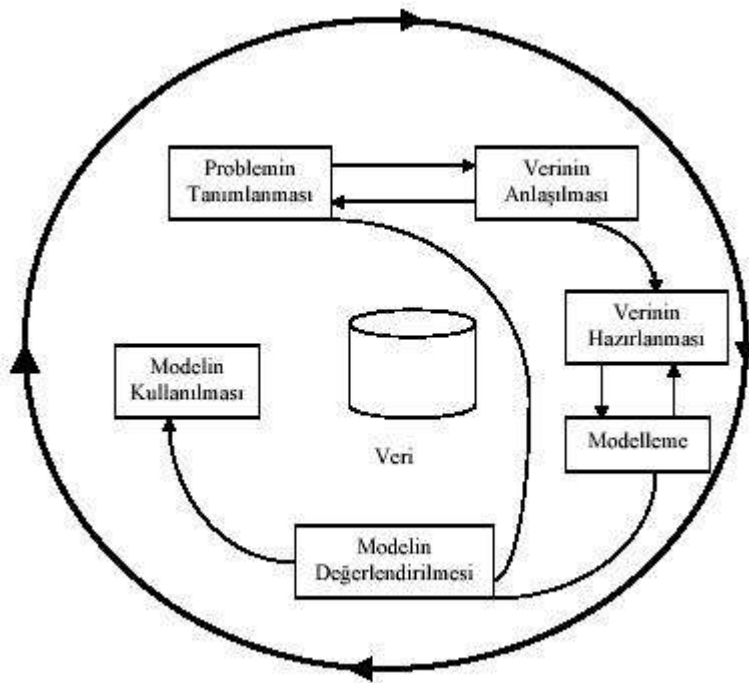 Problemin
Tanımlanması
Verinin
Anlaşılması
Verinin
Hazırlanması
Modelin
Kullanılması
Modelleme
Veri
Modelin
Değerlendirilmesi